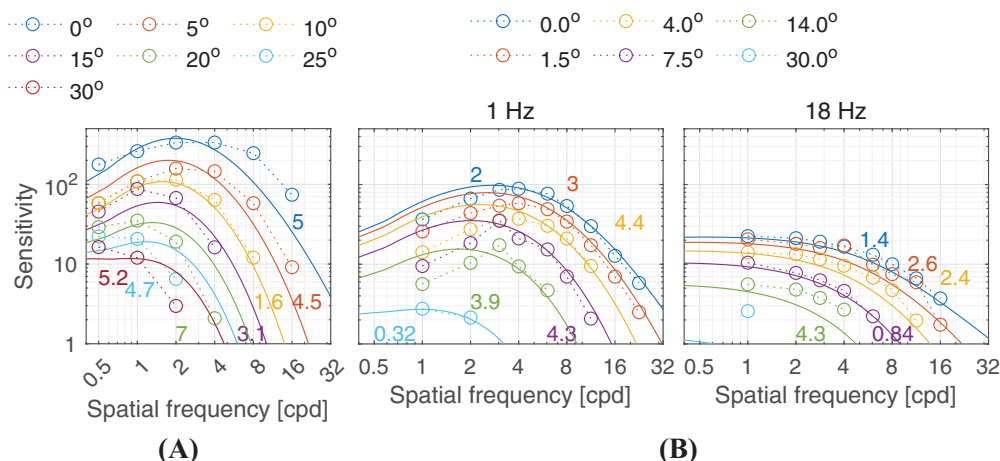 0° 5° 10°
15° 20° 25°
30°
0.0° 4.0° 14.0°
1.5° 7.5° 30.0°
1 Hz 18 Hz
Sensitivity
10² 10 1
5 4.5 1.6 3.1 7 4.7 5.2
0.5 1 2 4 8 16 32
Spatial frequency [cpd]
(A)
2 3 4.4 3.9 4.3 0.32
0.5 1 2 4 8 16 32
Spatial frequency [cpd]
1.4 2.6 2.4 0.84 4.3
0.5 1 2 4 8 16 32
Spatial frequency [cpd]
(B)